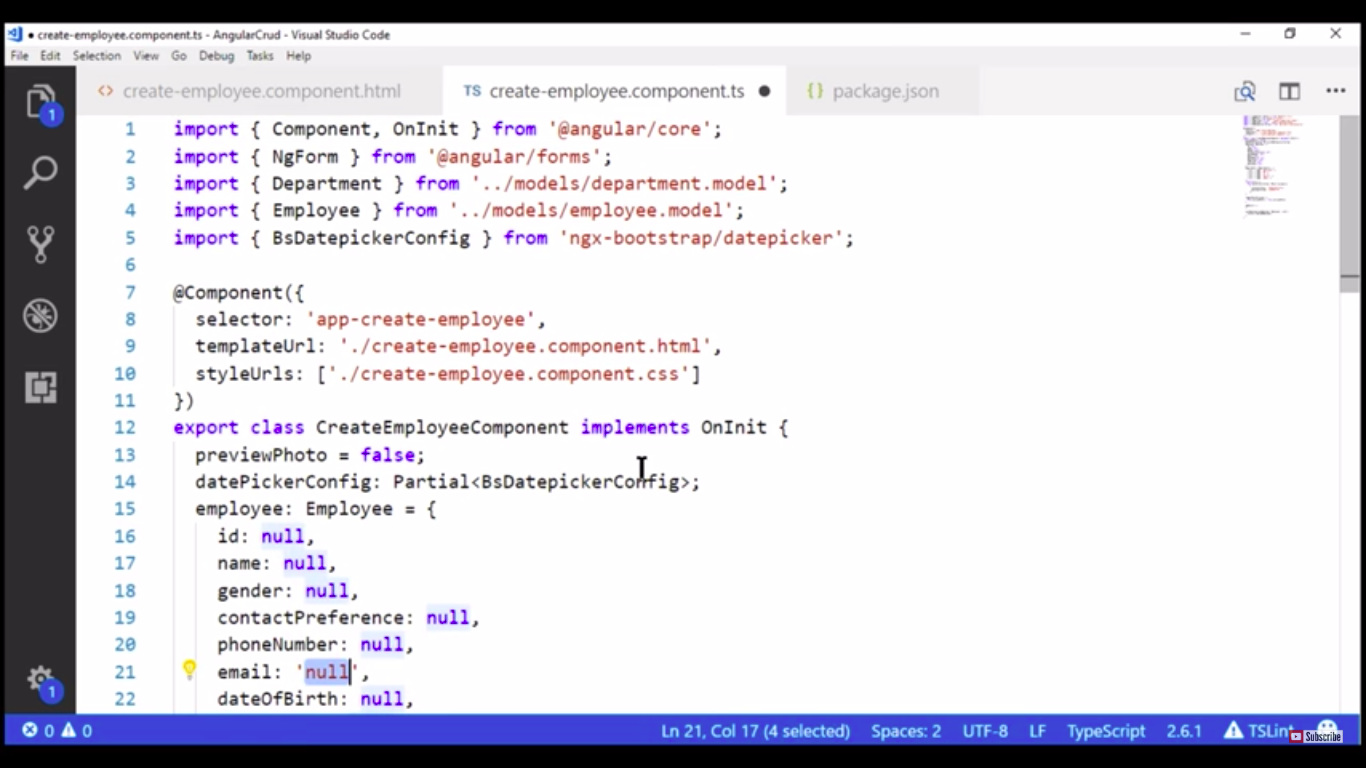 ● create-employee.component.ts - AngularCrud - Visual Studio Code
File Edit Selection View Go Debug Tasks Help
<> create-employee.component.html TS create-employee.component.ts ● {} package.json
1 import { Component, OnInit } from '@angular/core';
2 import { NgForm } from '@angular/forms';
3 import { Department } from '../models/department.model';
4 import { Employee } from '../models/employee.model';
5 import { BsDatepickerConfig } from 'ngx-bootstrap/datepicker';
6
7 @Component({
8   selector: 'app-create-employee',
9   templateUrl: './create-employee.component.html',
10   styleUrls: ['./create-employee.component.css']
11 })
12 export class CreateEmployeeComponent implements OnInit {
13   previewPhoto = false;
14   datePickerConfig: Partial<BsDatepickerConfig>;
15   employee: Employee = {
16     id: null,
17     name: null,
18     gender: null,
19     contactPreference: null,
20     phoneNumber: null,
21     email: 'null',
22     dateOfBirth: null,
1
1
0 0 Ln 21, Col 17 (4 selected) Spaces: 2 UTF-8 LF TypeScript 2.6.1 TSLint
Subscribe